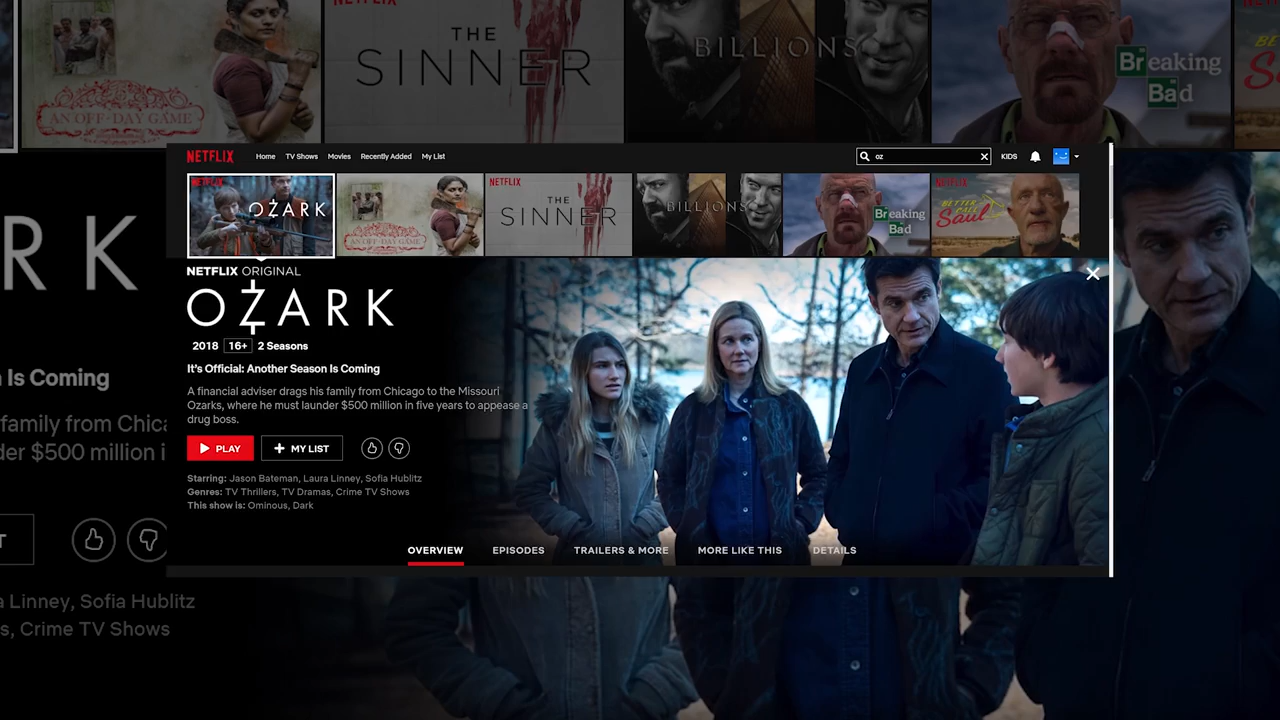 NETFLIX
THE
SINNER
BILLIONS
Breaking
Bad
AN OFF-DAY GAME
NETFLIX
Home TV Shows Movies Recently Added My List
oz
KIDS
NETFLIX
OZARK
AN OFF-DAY GAME
NETFLIX
THE
SINNER
BILLIONS
Breaking
Bad
NETFLIX
BETTER
CALL
Saul
RK
NETFLIX ORIGINAL
OZARK
2018 16+ 2 Seasons
It's Official: Another Season Is Coming
A financial adviser drags his family from Chicago to the Missouri
Ozarks, where he must launder $500 million in five years to appease a
drug boss.
PLAY
MY LIST
Starring: Jason Bateman, Laura Linney, Sofia Hublitz
Genres: TV Thrillers, TV Dramas, Crime TV Shows
This show is: Ominous, Dark
OVERVIEW EPISODES TRAILERS & MORE MORE LIKE THIS DETAILS
Is Coming
family from Chica
der $500 million i
T
a Linney, Sofia Hublitz
s, Crime TV Shows